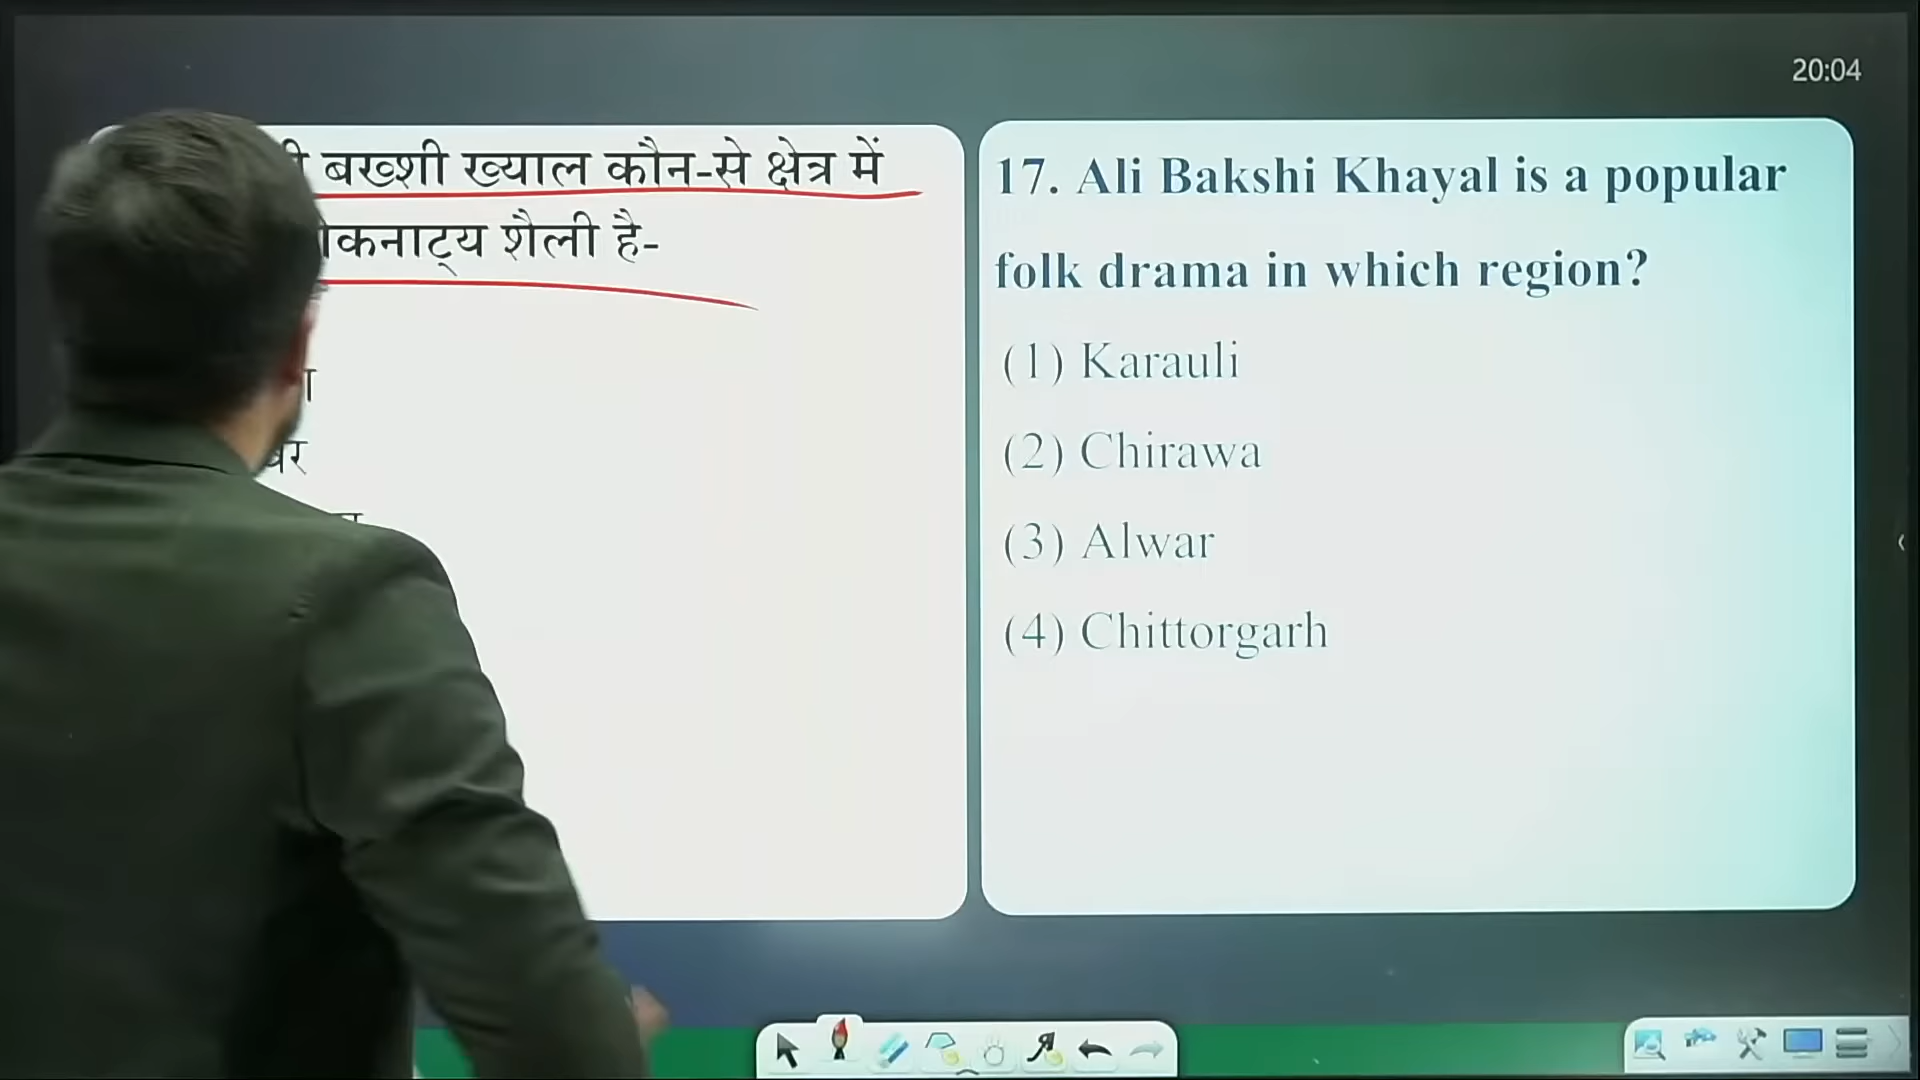 20:04
बख्शी ख्याल कौन-से क्षेत्र में
शैली है-
17. Ali Bakshi Khayal is a popular
folk drama in which region?
(1) Karauli
(2) Chirawa
(3) Alwar
(4) Chittorgarh